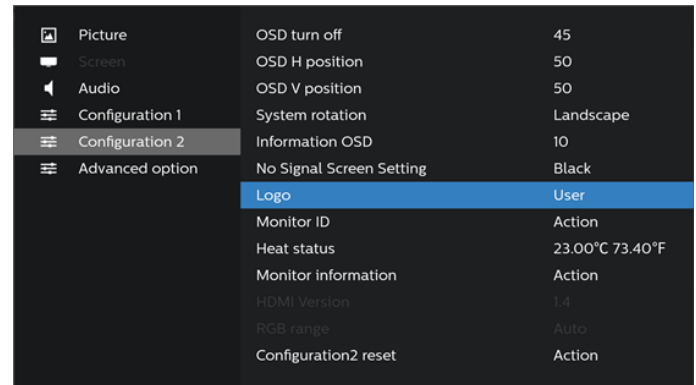 Picture
Screen
Audio
Configuration 1
Configuration 2
Advanced option
OSD turn off 45
OSD H position 50
OSD V position 50
System rotation Landscape
Information OSD 10
No Signal Screen Setting Black
Logo User
Monitor ID Action
Heat status 23.00°C 73.40°F
Monitor information Action
HDMI Version 1.4
RGB range Auto
Configuration2 reset Action